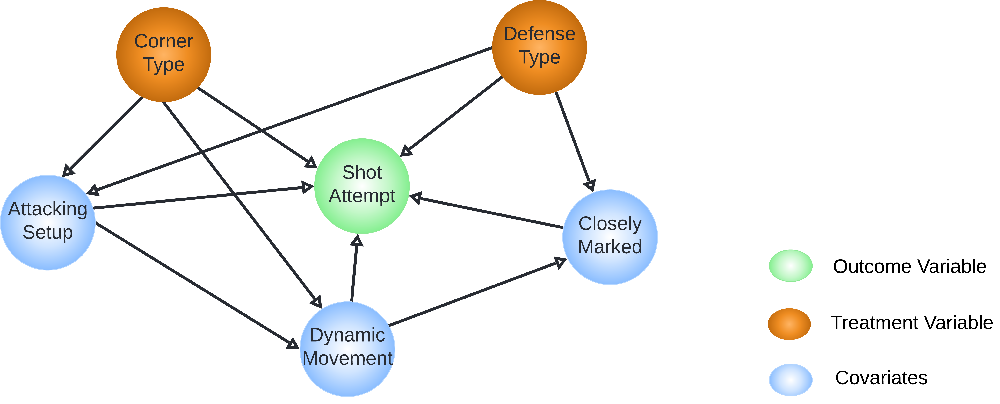 Corner
Type
Defense
Type
Shot
Attempt
Attacking
Setup
Closely
Marked
Dynamic
Movement
Outcome Variable
Treatment Variable
Covariates